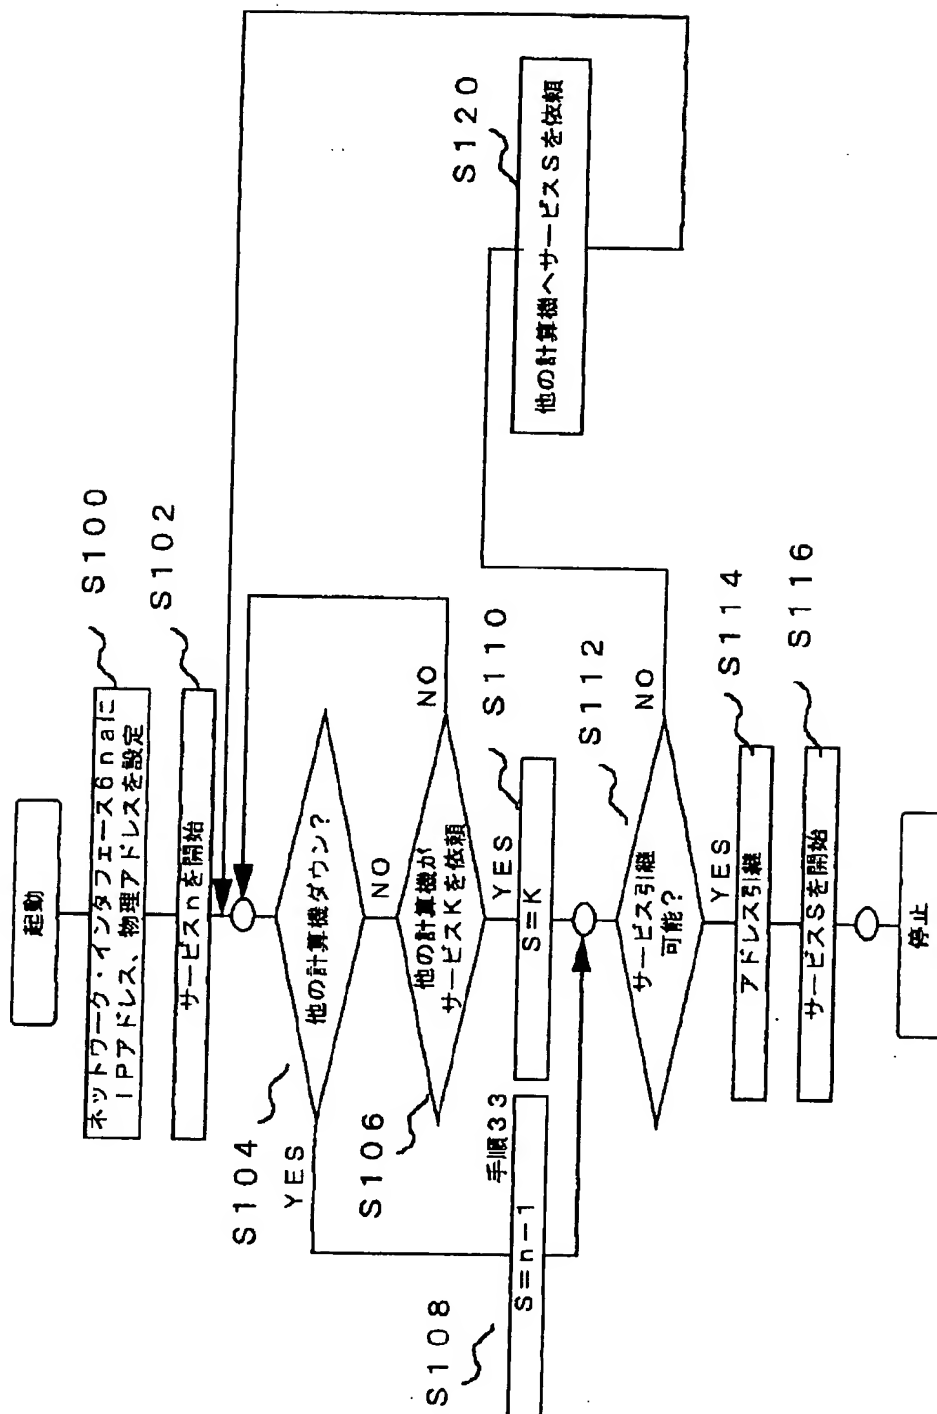 起動
ネットワーク・インタフェース6naに
IPアドレス、物理アドレスを設定
S100
サービスnを開始
S102
他の計算機ダウン?
S104
YES
NO
他の計算機が
サービスKを依頼
S106
NO
YES
手順33
S=n-1
S108
S=K
S110
サービス引継
可能?
S112
NO
YES
他の計算機へサービスSを依頼
S120
アドレス引継
S114
サービスSを開始
S116
停止